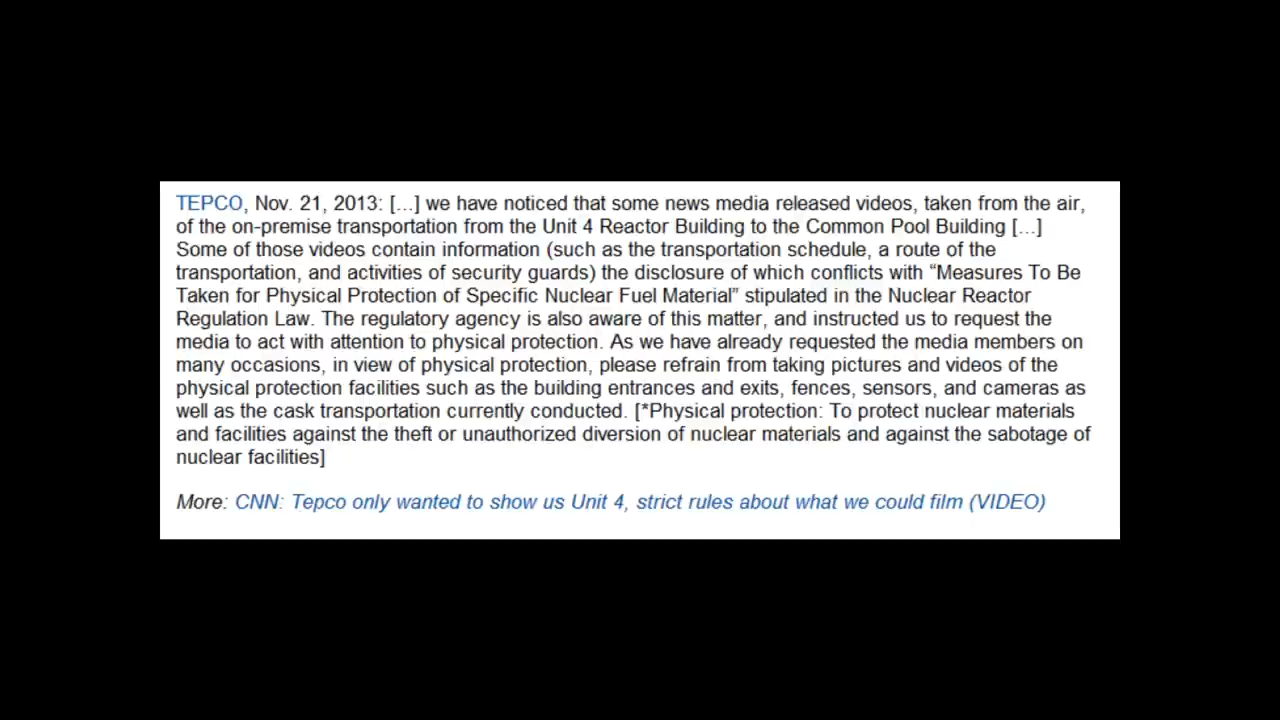 TEPCO, Nov. 21, 2013: [...] we have noticed that some news media released videos, taken from the air,
of the on-premise transportation from the Unit 4 Reactor Building to the Common Pool Building [...]
Some of those videos contain information (such as the transportation schedule, a route of the
transportation, and activities of security guards) the disclosure of which conflicts with “Measures To Be
Taken for Physical Protection of Specific Nuclear Fuel Material” stipulated in the Nuclear Reactor
Regulation Law. The regulatory agency is also aware of this matter, and instructed us to request the
media to act with attention to physical protection. As we have already requested the media members on
many occasions, in view of physical protection, please refrain from taking pictures and videos of the
physical protection facilities such as the building entrances and exits, fences, sensors, and cameras as
well as the cask transportation currently conducted. [*Physical protection: To protect nuclear materials
and facilities against the theft or unauthorized diversion of nuclear materials and against the sabotage of
nuclear facilities]
More: CNN: Tepco only wanted to show us Unit 4, strict rules about what we could film (VIDEO)